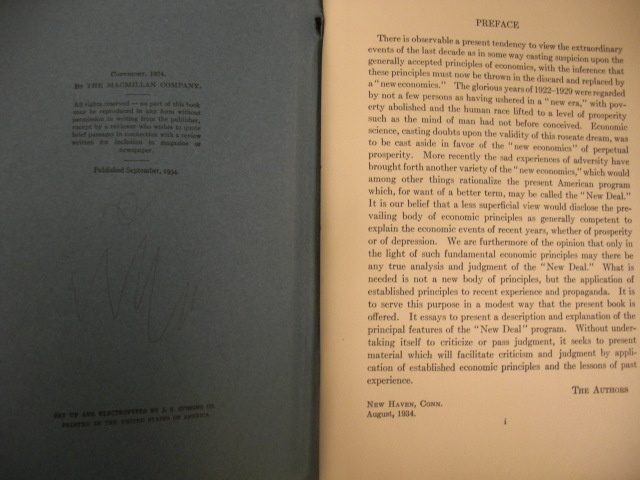 Copyright, 1934,
By THE MACMILLAN COMPANY.
All rights reserved — no part of this book
may be reproduced in any form without
permission in writing from the publisher,
except by a reviewer who wishes to quote
brief passages in connection with a review
written for inclusion in magazine or
newspaper.
Published September, 1934.
SET UP AND ELECTROTYPED BY J. S. CUSHING CO.
PRINTED IN THE UNITED STATES OF AMERICA
PREFACE
There is observable a present tendency to view the extraordinary
events of the last decade as in some way casting suspicion upon the
generally accepted principles of economics, with the inference that
these principles must now be thrown in the discard and replaced by
a "new economics." The glorious years of 1922–1929 were regarded
by not a few persons as having ushered in a "new era," with pov-
erty abolished and the human race lifted to a level of prosperity
such as the mind of man had not before conceived. Economic
science, casting doubts upon the validity of this roseate dream, was
to be cast aside in favor of the "new economics" of perpetual
prosperity. More recently the sad experiences of adversity have
brought forth another variety of the "new economics," which would
among other things rationalize the present American program
which, for want of a better term, may be called the "New Deal."
It is our belief that a less superficial view would disclose the pre-
vailing body of economic principles as generally competent to
explain the economic events of recent years, whether of prosperity
or of depression. We are furthermore of the opinion that only in
the light of such fundamental economic principles may there be
any true analysis and judgment of the "New Deal." What is
needed is not a new body of principles, but the application of
established principles to recent experience and propaganda. It is
to serve this purpose in a modest way that the present book is
offered. It essays to present a description and explanation of the
principal features of the "New Deal" program. Without under-
taking itself to criticize or pass judgment, it seeks to present
material which will facilitate criticism and judgment by appli-
cation of established economic principles and the lessons of past
experience.
The Authors
New Haven, Conn.
August, 1934.
i